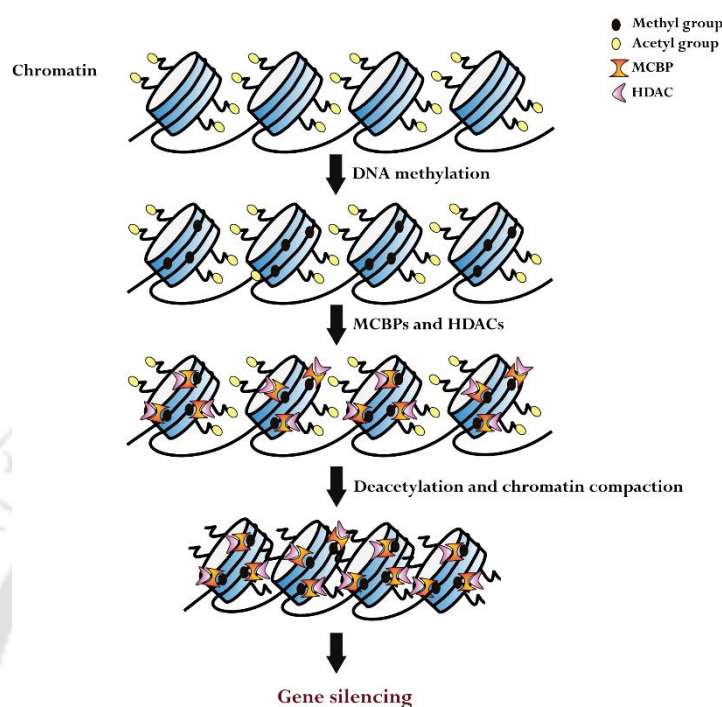 Methyl group
Acetyl group
MCBP
HDAC
Chromatin
DNA methylation
MCBPs and HDACs
Deacetylation and chromatin compaction
Gene silencing